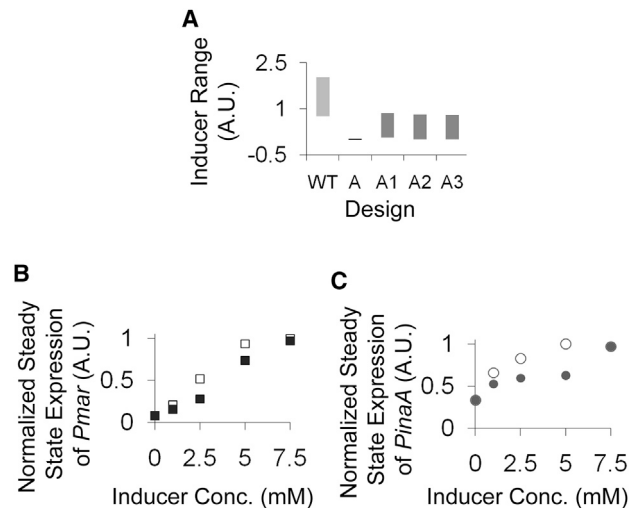 A
Inducer Range
(A.U.)
2.5
1
-0.5
WT A A1 A2 A3
Design
B
Normalized Steady
State Expression
of Pmar (A.U.)
1
0.5
0
0 2.5 5 7.5
Inducer Conc. (mM)
C
Normalized Steady
State Expression
of PinaA (A.U.)
1
0.5
0
0 2.5 5 7.5
Inducer Conc. (mM)